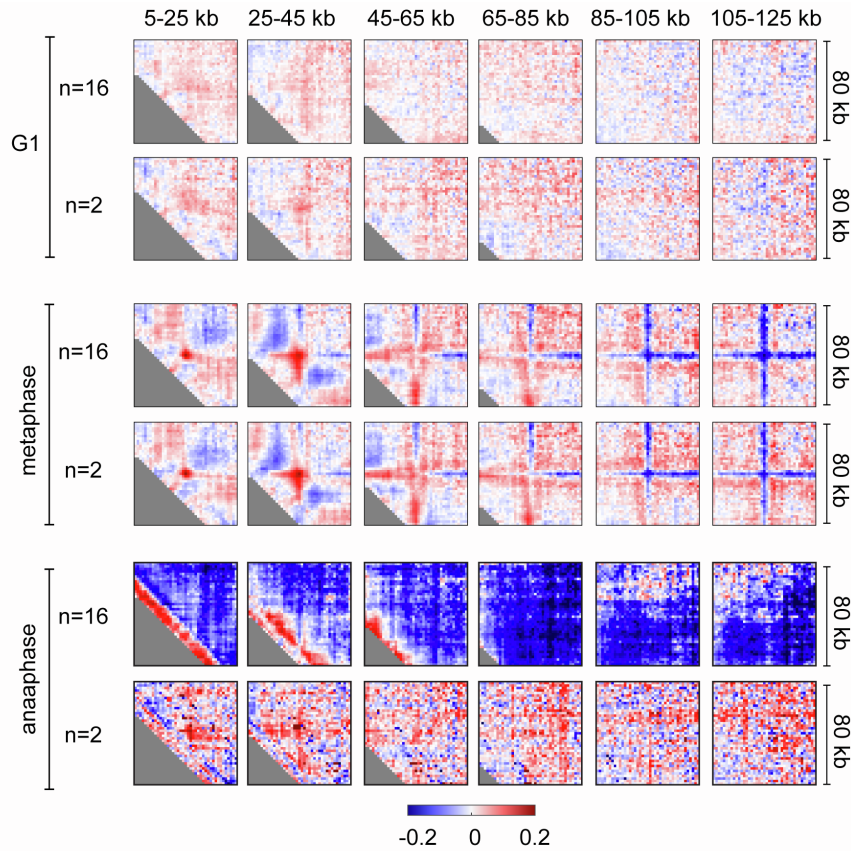 5-25 kb 25-45 kb 45-65 kb 65-85 kb 85-105 kb 105-125 kb
G1
n=16
80 kb
n=2
80 kb
metaphase
n=16
80 kb
n=2
80 kb
anaaphase
n=16
80 kb
n=2
80 kb
-0.2 0 0.2